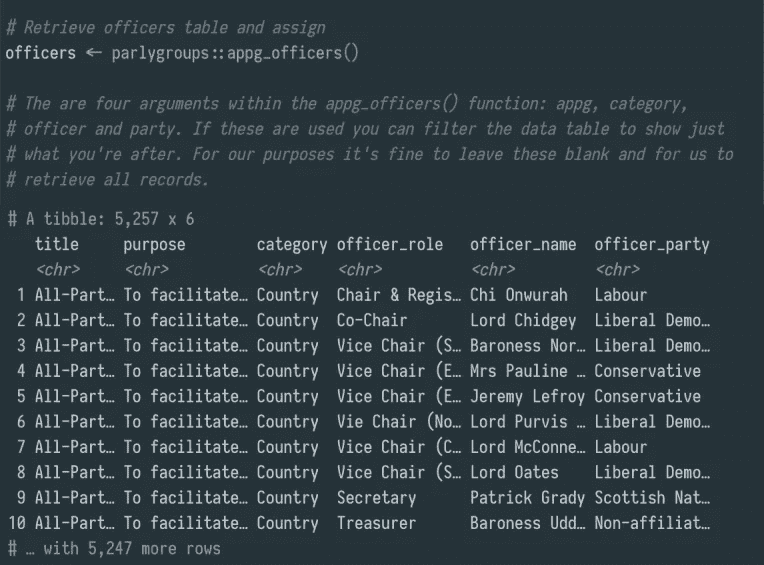 # Retrieve officers table and assign
officers <- parlygroups::appg_officers()
# The are four arguments within the appg_officers() function: appg, category,
# officer and party. If these are used you can filter the data table to show just
# what you're after. For our purposes it's fine to leave these blank and for us to
# retrieve all records.
# A tibble: 5,257 x 6
title purpose category officer_role officer_name officer_party
<chr> <chr> <chr> <chr> <chr> <chr>
1 All-Part… To facilitate… Country Chair & Regis… Chi Onwurah Labour
2 All-Part… To facilitate… Country Co-Chair Lord Chidgey Liberal Demo…
3 All-Part… To facilitate… Country Vice Chair (S… Baroness Nor… Liberal Demo…
4 All-Part… To facilitate… Country Vice Chair (E… Mrs Pauline … Conservative
5 All-Part… To facilitate… Country Vice Chair (E… Jeremy Lefroy Conservative
6 All-Part… To facilitate… Country Vie Chair (No… Lord Purvis … Liberal Demo…
7 All-Part… To facilitate… Country Vice Chair (C… Lord McConne… Labour
8 All-Part… To facilitate… Country Vice Chair (S… Lord Oates Liberal Demo…
9 All-Part… To facilitate… Country Secretary Patrick Grady Scottish Nat…
10 All-Part… To facilitate… Country Treasurer Baroness Udd… Non-affiliat…
# … with 5,247 more rows